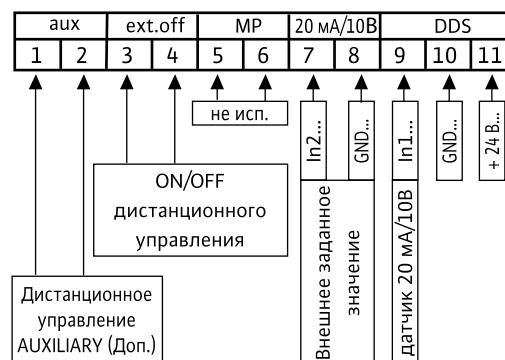 aux ext.off MP 20 мА/10В DDS
1 2 3 4 5 6 7 8 9 10 11
не исп.
In2...
GND...
In1...
GND...
+ 24 В...
ON/OFF
дистанционного
управления
Внешнее заданное
значение
датчик 20 мА/10В
Дистанционное
управление
AUXILIARY (Доп.)